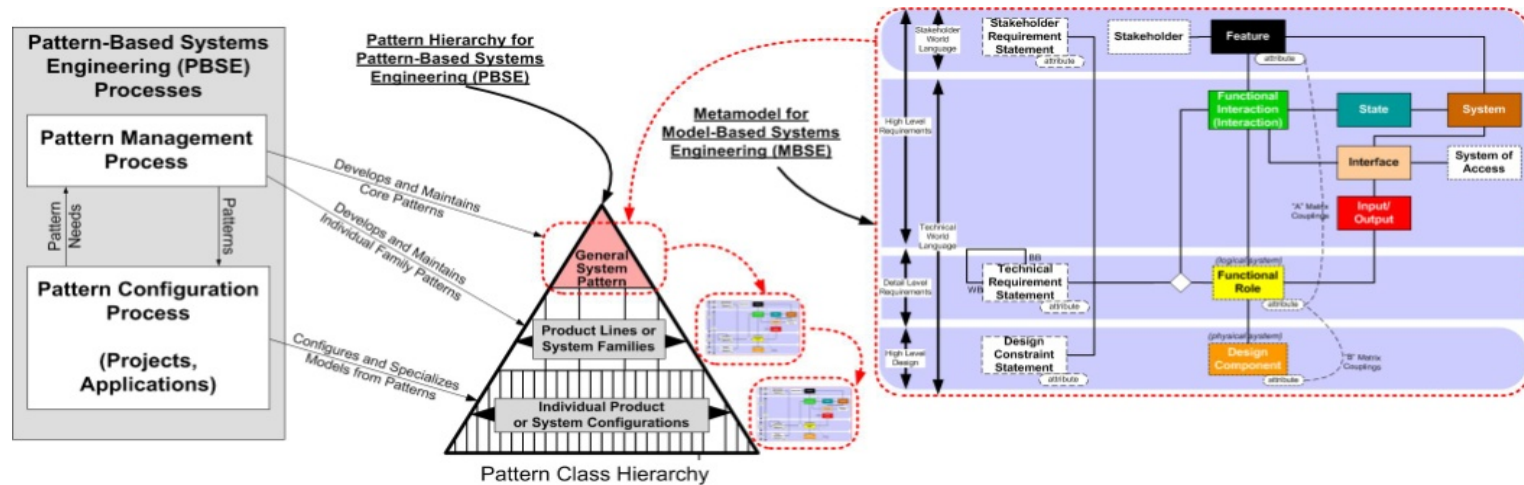 Pattern-Based Systems
Engineering (PBSE)
Processes
Pattern Management
Process
Pattern
Needs
Patterns
Pattern Configuration
Process
(Projects,
Applications)
Pattern Hierarchy for
Pattern-Based Systems
Engineering (PBSE)
Develops and Maintains
Core Patterns
Develops and Maintains
Individual Family Patterns
Configures and Specializes
Models from Patterns
General
System
Pattern
Product Lines or
System Families
Individual Product
or System Configurations
Pattern Class Hierarchy
Metamodel for
Model-Based Systems
Engineering (MBSE)
Stakeholder
World
Language
High Level
Requirements
Technical
World
Language
Detail Level
Requirements
High Level
Design
Stakeholder
Requirement
Statement
attribute
Stakeholder
Feature
attribute
Functional
Interaction
(Interaction)
State
System
Interface
System of
Access
"A" Matrix
Couplings
Input/
Output
BB
WB
Technical
Requirement
Statement
attribute
(logical system)
Functional
Role
attribute
Design
Constraint
Statement
attribute
(physical system)
Design
Component
attribute
"B" Matrix
Couplings